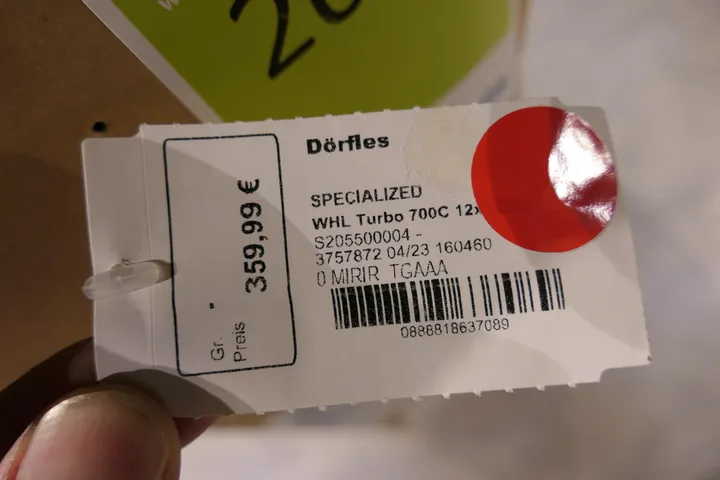 20
Dörfles
SPECIALIZED
WHL Turbo 700C 12x
S205500004 -
3757872 04/23 160460
0 MIRIR TGAAA
0888818637089
Gr. -
Preis 359,99 €